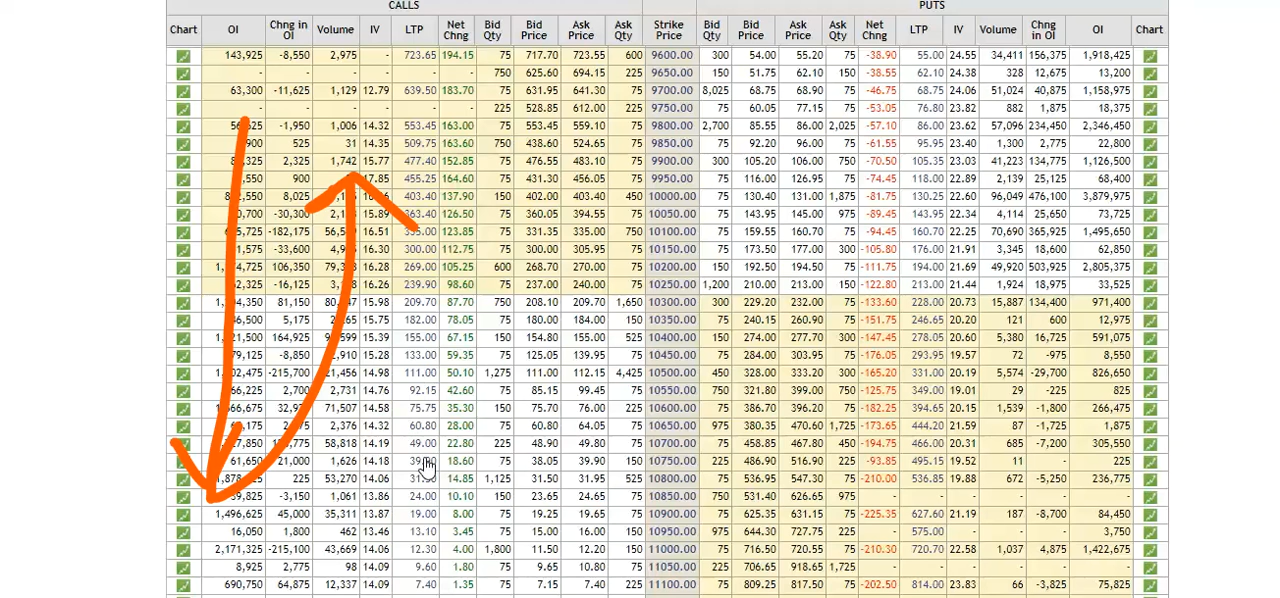 CALLS PUTS
Chart OI Chng in OI Volume IV LTP Net Chng Bid Qty Bid Price Ask Price Ask Qty Strike Price Bid Qty Bid Price Ask Price Ask Qty Net Chng LTP IV Volume Chng in OI OI Chart
143,925 -8,550 2,975 - 723.65 194.15 75 717.70 723.55 600 9600.00 300 54.00 55.20 75 -38.90 55.00 24.55 34,411 156,375 1,918,425
- - - - - - 750 625.60 694.15 225 9650.00 150 51.75 62.10 150 -38.55 62.10 24.38 328 12,675 13,200
63,300 -11,625 1,129 12.79 639.50 183.70 75 631.95 641.30 75 9700.00 8,025 68.75 68.90 75 -46.75 68.75 24.06 51,024 40,875 1,158,975
- - - - - - 225 528.85 612.00 225 9750.00 75 60.05 77.15 75 -53.05 76.80 23.82 882 1,875 18,375
-1,950 1,006 14.32 553.45 163.00 75 553.45 559.10 75 9800.00 2,700 85.55 86.00 2,025 -57.10 86.00 23.62 57,096 234,450 2,346,450
525 31 14.35 509.75 163.60 750 438.60 524.65 75 9850.00 150 92.20 96.00 75 -61.55 95.95 23.40 1,300 2,775 22,800
2,325 1,742 15.77 477.40 152.85 75 476.55 483.10 75 9900.00 300 105.20 106.00 75 -70.50 105.35 23.03 41,223 134,775 1,126,500
900 455.25 164.60 75 431.30 456.05 75 9950.00 75 116.00 126.95 75 -74.45 118.00 22.89 2,139 25,125 68,400
8,025 403.40 137.90 150 402.00 403.40 450 10000.00 75 130.40 131.00 1,875 -81.75 130.25 22.60 96,049 476,100 3,879,975
-30,300 15.89 363.40 126.50 75 360.05 394.55 75 10050.00 75 143.95 145.00 975 -89.45 143.95 22.34 4,114 25,650 73,725
-182,175 16.51 335.00 123.85 75 331.35 335.00 750 10100.00 75 159.55 160.70 75 -94.45 160.70 22.25 70,690 365,925 1,495,650
-33,600 16.30 300.00 112.75 75 300.00 305.95 75 10150.00 75 173.50 177.00 300 -105.80 176.00 21.91 3,345 18,600 62,850
106,350 16.28 269.00 105.25 600 268.70 270.00 75 10200.00 150 192.50 194.50 75 -111.75 194.00 21.69 49,920 503,925 2,805,375
-16,125 16.26 239.90 98.60 75 237.00 240.00 75 10250.00 1,200 210.00 213.00 150 -122.80 213.00 21.44 1,924 18,975 33,525
81,150 15.98 209.70 87.70 750 208.10 209.70 1,650 10300.00 300 229.20 232.00 75 -133.60 228.00 20.73 15,887 134,400 971,400
5,175 15.75 182.00 78.05 75 180.00 184.00 150 10350.00 75 240.15 260.90 75 -151.75 246.65 20.20 121 600 12,975
164,925 15.39 155.00 67.15 150 154.80 155.00 525 10400.00 150 274.00 277.70 75 -147.45 278.05 20.60 5,380 16,725 591,075
-8,850 15.28 133.00 59.35 75 125.05 139.95 75 10450.00 75 284.00 303.95 75 -176.05 293.95 19.57 72 -975 8,550
-215,700 14.98 111.00 50.10 1,275 111.00 112.15 4,425 10500.00 450 328.00 333.20 300 -165.20 331.00 19.20 5,574 -29,700 826,650
2,700 2,731 14.76 92.15 42.60 75 85.15 99.45 75 10550.00 75 321.80 399.00 75 -125.75 349.00 19.01 29 -225 825
71,507 14.58 75.75 35.30 150 75.70 76.00 225 10600.00 75 386.70 396.20 75 -182.25 394.65 20.15 1,539 -1,800 266,475
2,376 14.32 60.80 28.00 75 60.80 64.05 75 10650.00 975 380.35 470.60 1,725 -173.65 444.20 21.59 87 -1,725 71,475
58,818 14.19 49.00 22.80 225 48.90 49.80 75 10700.00 75 458.85 467.80 450 -194.75 466.00 20.31 685 -7,200 305,550
61,650 1,626 14.18 18.60 75 38.05 39.90 150 10750.00 225 486.90 516.90 225 -93.85 495.15 19.52 11 - 225
225 53,270 14.06 14.85 1,125 31.50 31.95 525 10800.00 75 536.95 547.30 75 -210.00 536.85 19.88 672 -5,250 236,775
-3,150 1,061 13.86 24.00 10.10 150 23.65 24.65 75 10850.00 750 531.40 626.65 975 - - - - - -
1,496,625 45,000 35,311 13.87 19.00 8.00 75 19.25 19.65 75 10900.00 75 625.35 631.15 75 -225.35 627.60 21.19 187 -8,700 84,450
16,050 1,800 462 13.46 13.10 3.45 75 15.00 16.00 150 10950.00 975 644.30 727.75 225 - 575.00 - - - 3,750
2,171,325 -215,100 43,669 14.06 12.30 4.00 1,800 11.50 12.20 150 11000.00 75 716.50 720.55 75 -210.30 720.70 22.58 1,037 4,875 1,422,675
8,925 2,775 98 14.09 9.60 1.80 75 9.65 10.80 75 11050.00 225 706.65 918.65 1,725 - - - - - -
690,750 64,875 12,337 14.09 7.40 1.35 75 7.15 7.40 225 11100.00 75 809.25 817.50 75 -202.50 814.00 23.83 66 -3,825 75,825